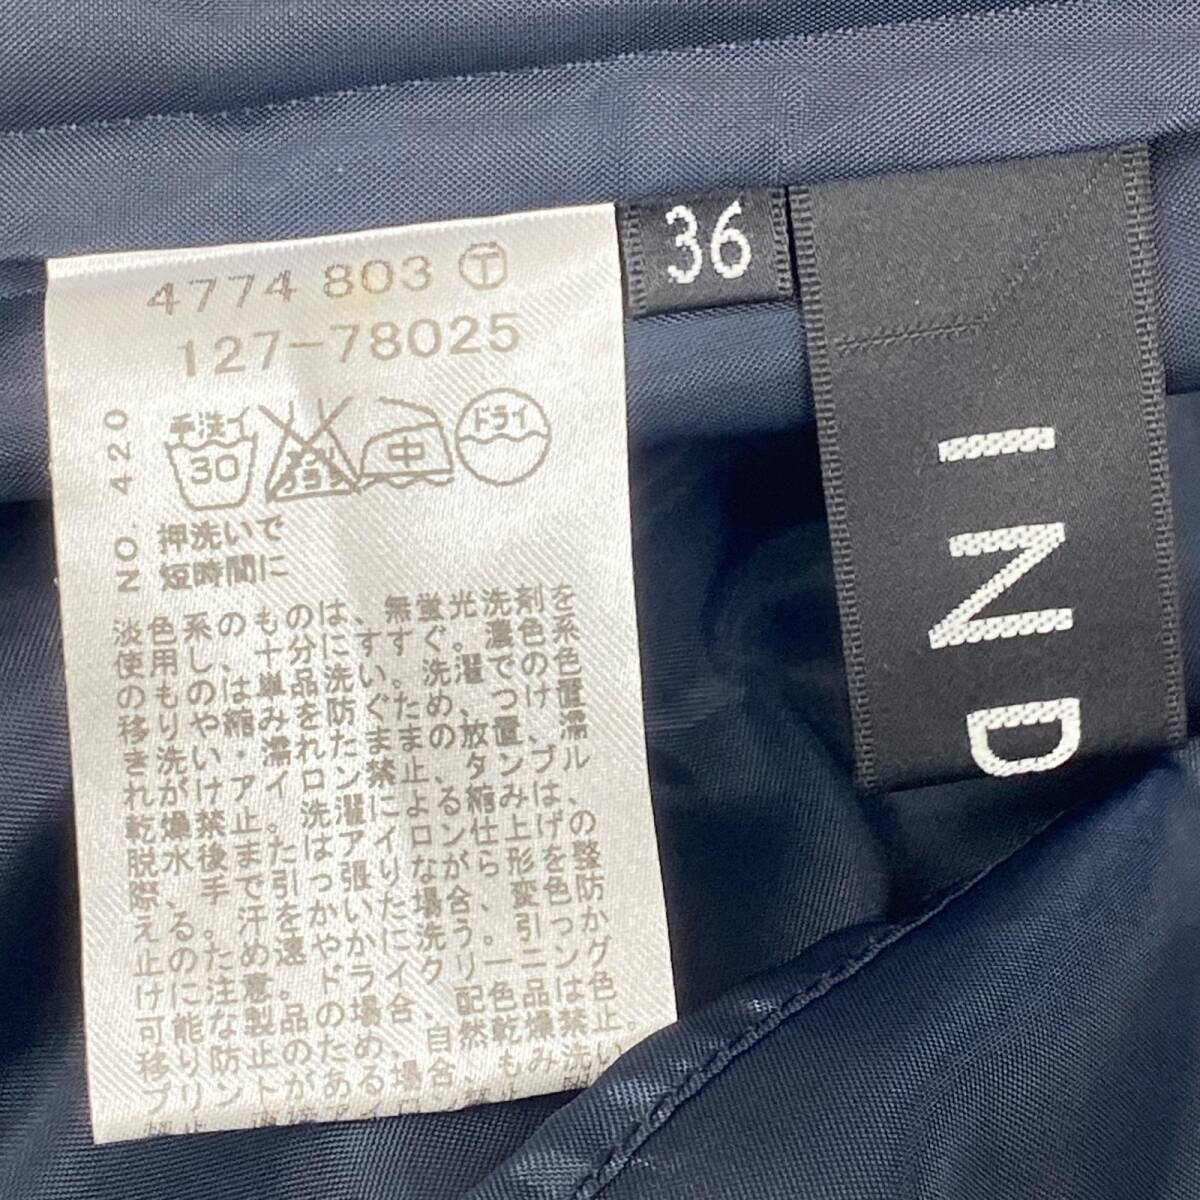 4774 803 Ⓣ
127-78025
手洗イ
30
エンソ
サラシ
中
ドライ
NO. 420
押洗いで
短時間に
淡色系のものは、無蛍光洗剤を
使用し、十分にすすぐ。濃色系
のものは単品洗い。洗濯での色
移りや縮みを防ぐため、つけ置
き洗い・濡れたままの放置、濡
れがけアイロン禁止、タンブル
乾燥禁止。洗濯による縮みは、
脱水後またはアイロン仕上げの
際、手で引っ張りながら形を整
える。汗をかいた場合、変色防
止のため速やかに洗う。引っか
けに注意。ドライクリーニング
可能な製品の場合、一配色品は色
移り防止のため、自然乾燥禁止。
プリントがある場合、もみ洗い
36
IND